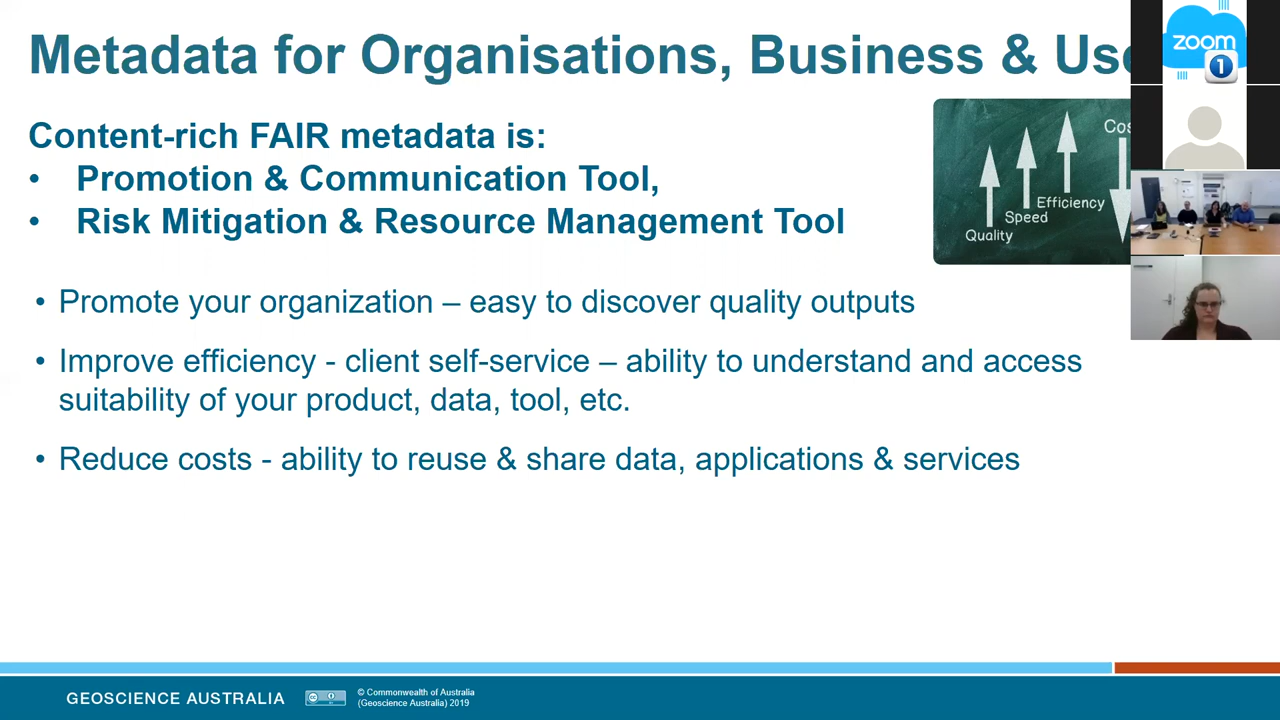 Metadata for Organisations, Business & Us
Content-rich FAIR metadata is:
• Promotion & Communication Tool,
• Risk Mitigation & Resource Management Tool
Quality
Speed
Efficiency
Cos
• Promote your organization – easy to discover quality outputs
• Improve efficiency - client self-service – ability to understand and access
suitability of your product, data, tool, etc.
• Reduce costs - ability to reuse & share data, applications & services
zoom
1
GEOSCIENCE AUSTRALIA
© Commonwealth of Australia
(Geoscience Australia) 2019